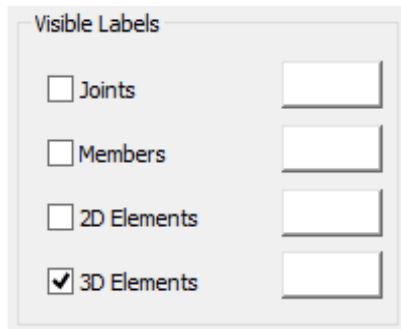 Visible Labels
Joints
Members
2D Elements
3D Elements